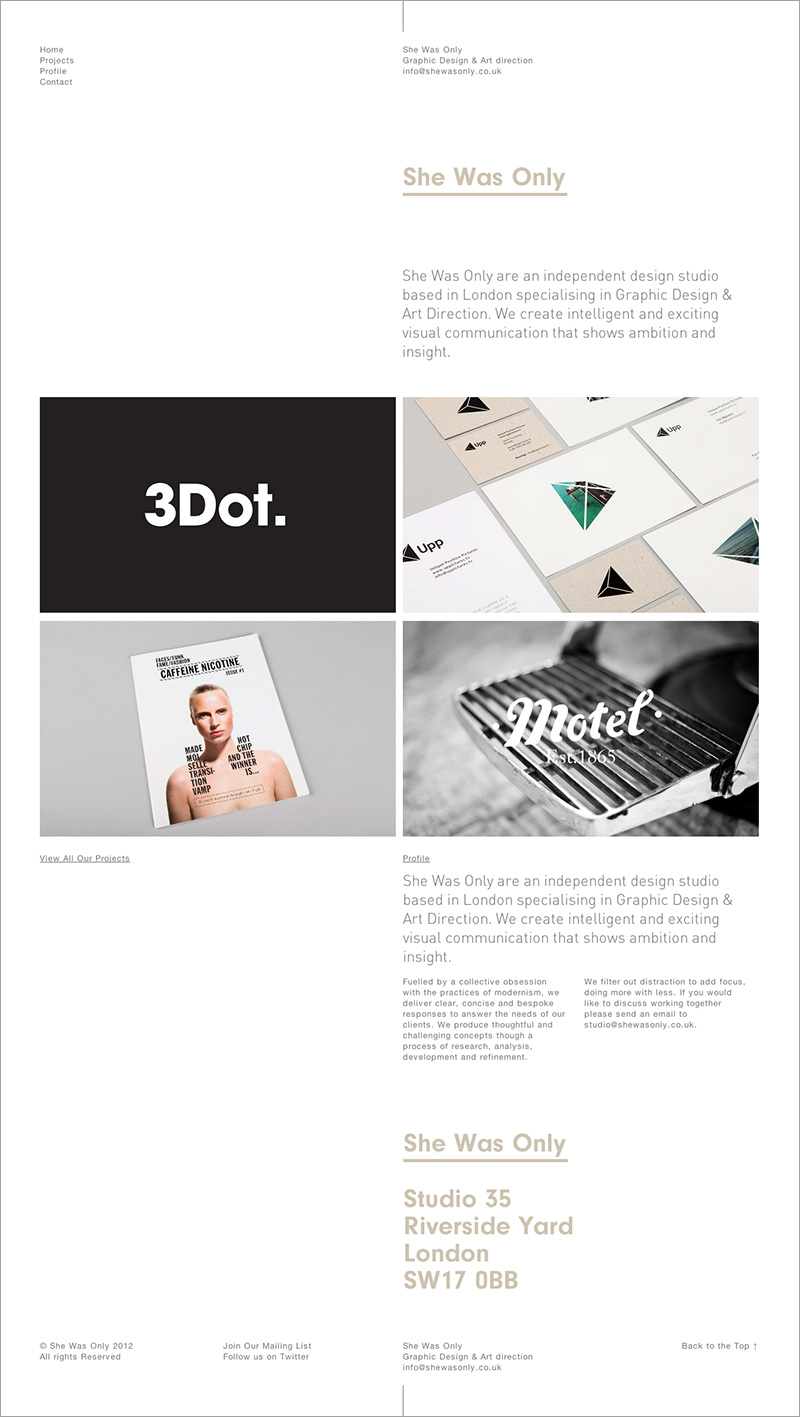 Home
Projects
Profile
Contact
She Was Only
Graphic Design & Art direction
info@shewasonly.co.uk
She Was Only
She Was Only are an independent design studio
based in London specialising in Graphic Design &
Art Direction. We create intelligent and exciting
visual communication that shows ambition and
insight.
3Dot.
Upp
Upp
Upp
Unique Position Pictures
FACES/FUNK
FAME/FASHION
CAFFEINE NICOTINE
ISSUE #1
MADE
MOI
SELLE
TRANSI-
TION
VAMP
HOT
CHIP
AND THE
WINNER
IS...
Motel
Est.1865
View All Our Projects
Profile
She Was Only are an independent design studio
based in London specialising in Graphic Design &
Art Direction. We create intelligent and exciting
visual communication that shows ambition and
insight.
Fuelled by a collective obsession
with the practices of modernism, we
deliver clear, concise and bespoke
responses to answer the needs of our
clients. We produce thoughtful and
challenging concepts though a
process of research, analysis,
development and refinement.
We filter out distraction to add focus,
doing more with less. If you would
like to discuss working together
please send an email to
studio@shewasonly.co.uk.
She Was Only
Studio 35
Riverside Yard
London
SW17 0BB
© She Was Only 2012
All rights Reserved
Join Our Mailing List
Follow us on Twitter
She Was Only
Graphic Design & Art direction
info@shewasonly.co.uk
Back to the Top ↑